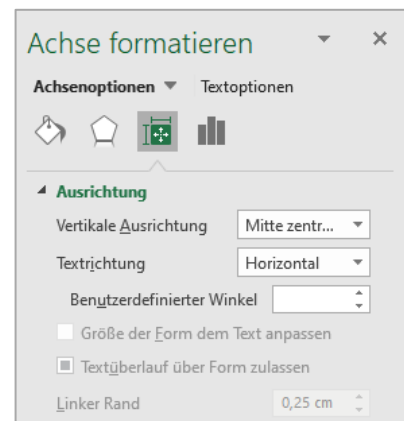 Achse formatieren
Achsenoptionen Textoptionen
Ausrichtung
Vertikale Ausrichtung Mitte zentr...
Textrichtung Horizontal
Benutzerdefinierter Winkel
Größe der Form dem Text anpassen
Textüberlauf über Form zulassen
Linker Rand 0,25 cm